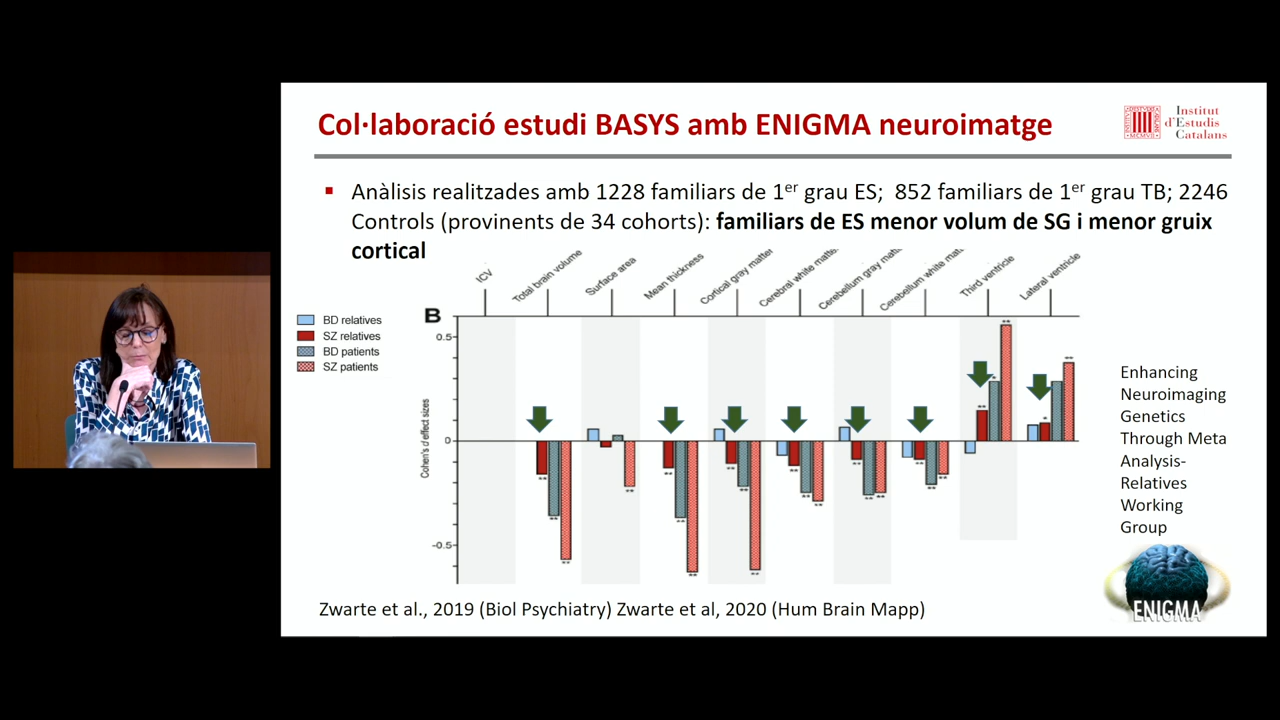 Col·laboració estudi BASYS amb ENIGMA neuroimatge
Institut
d'Estudis
Catalans
▪ Anàlisis realitzades amb 1228 familiars de 1er grau ES; 852 familiars de 1er grau TB; 2246
Controls (provinents de 34 cohorts): familiars de ES menor volum de SG i menor gruix
cortical
ICV
Total brain volume
Surface area
Mean thickness
Cortical gray matter
Cerebral white matte
Cerebellum gray matt
Cerebellum white matt
Third ventricle
Lateral ventricle
B
BD relatives
SZ relatives
BD patients
SZ patients
Cohen's d effect sizes
0.5
0
-0.5
Enhancing
Neuroimaging
Genetics
Through Meta
Analysis-
Relatives
Working
Group
ENIGMA
Zwarte et al., 2019 (Biol Psychiatry) Zwarte et al, 2020 (Hum Brain Mapp)